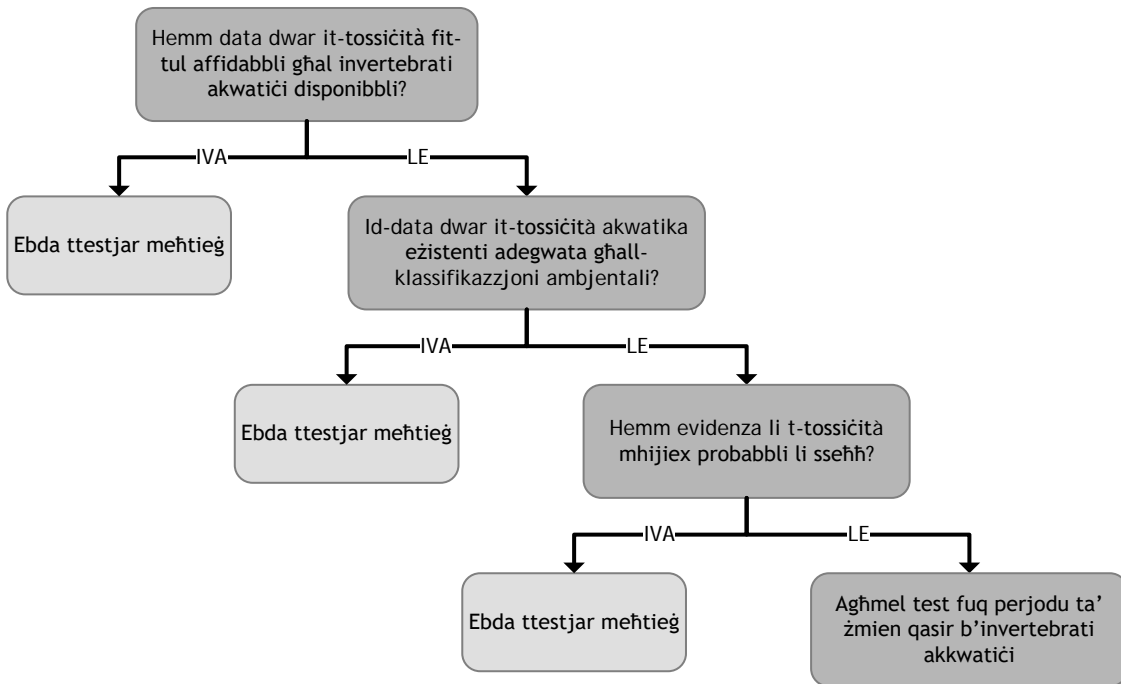 Hemm data dwar it-tossiċità fit-
tul affidabbli għal invertebrati
akwatiċi disponibbli?
IVA
LE
Ebda ttestjar meħtieġ
Id-data dwar it-tossiċità akwatika
eżistenti adegwata għall-
klassifikazzjoni ambjentali?
IVA
LE
Ebda ttestjar meħtieġ
Hemm evidenza li t-tossiċità
mhijiex probabbli li sseħħ?
IVA
LE
Ebda ttestjar meħtieġ
Agħmel test fuq perjodu ta’
żmien qasir b’invertebrati
akkwatiċi